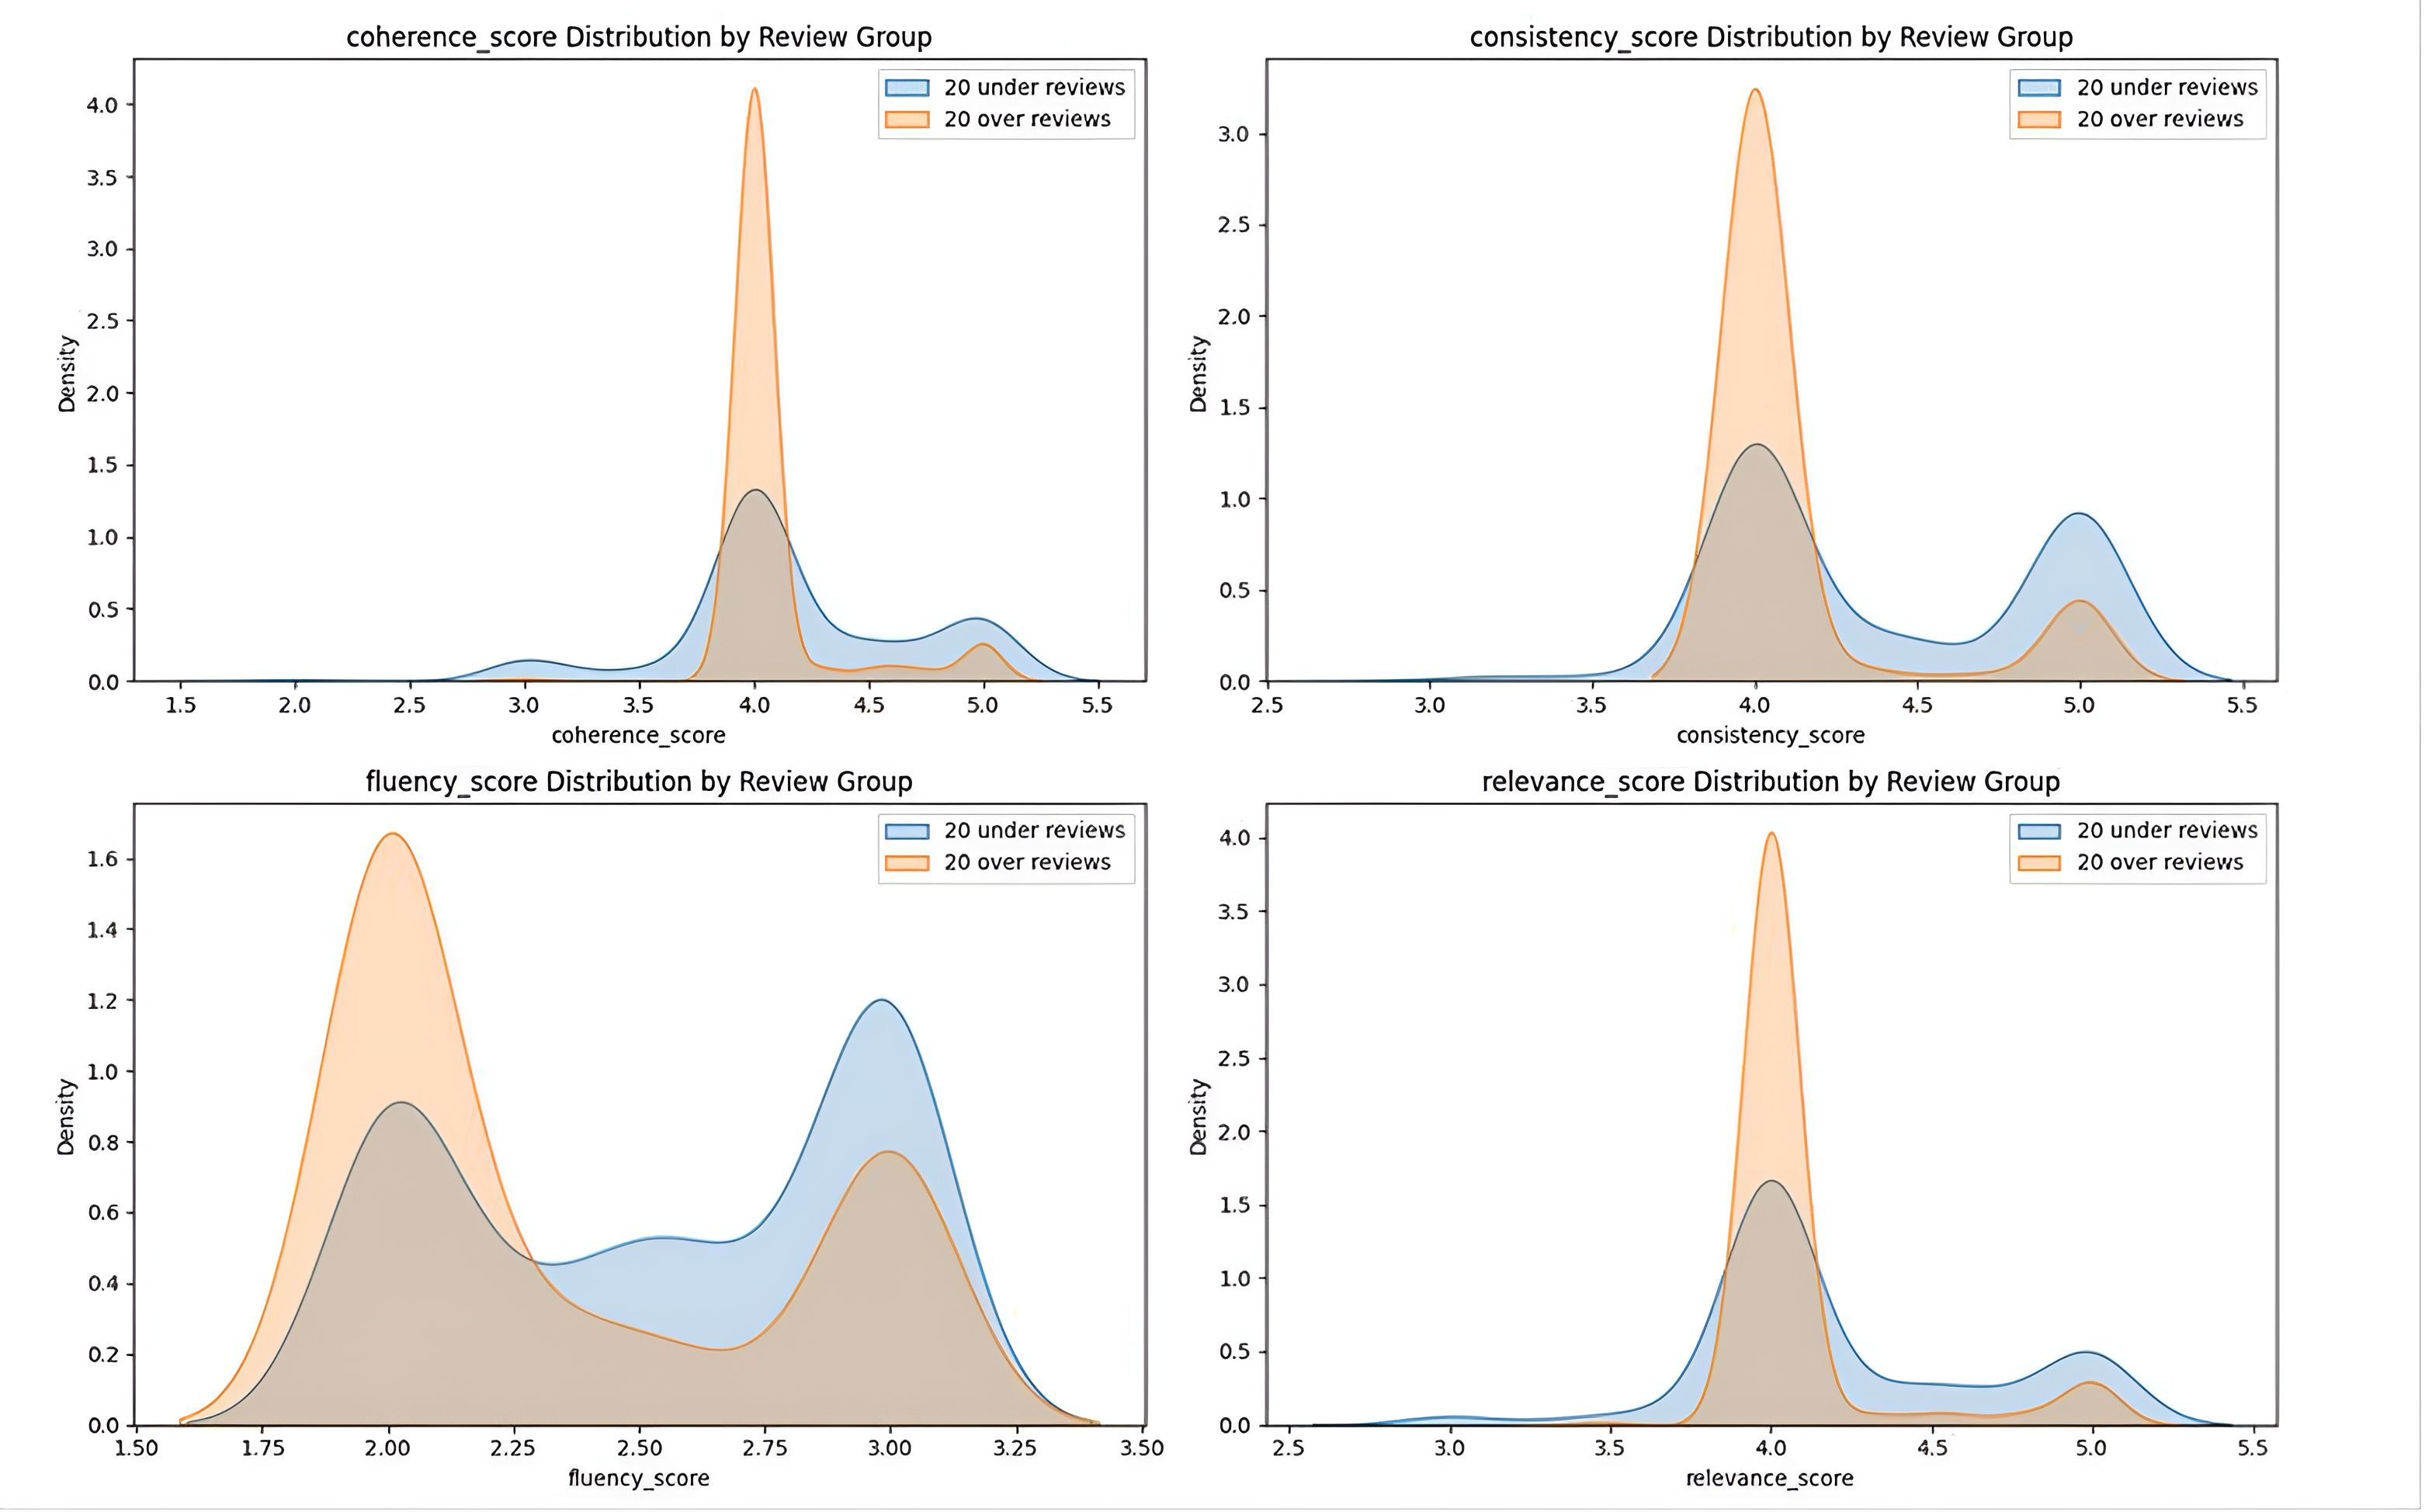 coherence_score Distribution by Review Group
20 under reviews
20 over reviews
Density
4.0
3.5
3.0
2.5
2.0
1.5
1.0
0.5
0.0
1.5 2.0 2.5 3.0 3.5 4.0 4.5 5.0 5.5
coherence_score
consistency_score Distribution by Review Group
20 under reviews
20 over reviews
Density
3.0
2.5
2.0
1.5
1.0
0.5
0.0
2.5 3.0 3.5 4.0 4.5 5.0 5.5
consistency_score
fluency_score Distribution by Review Group
20 under reviews
20 over reviews
Density
1.6
1.4
1.2
1.0
0.8
0.6
0.4
0.2
0.0
1.50 1.75 2.00 2.25 2.50 2.75 3.00 3.25 3.50
fluency_score
relevance_score Distribution by Review Group
20 under reviews
20 over reviews
Density
4.0
3.5
3.0
2.5
2.0
1.5
1.0
0.5
0.0
2.5 3.0 3.5 4.0 4.5 5.0 5.5
relevance_score